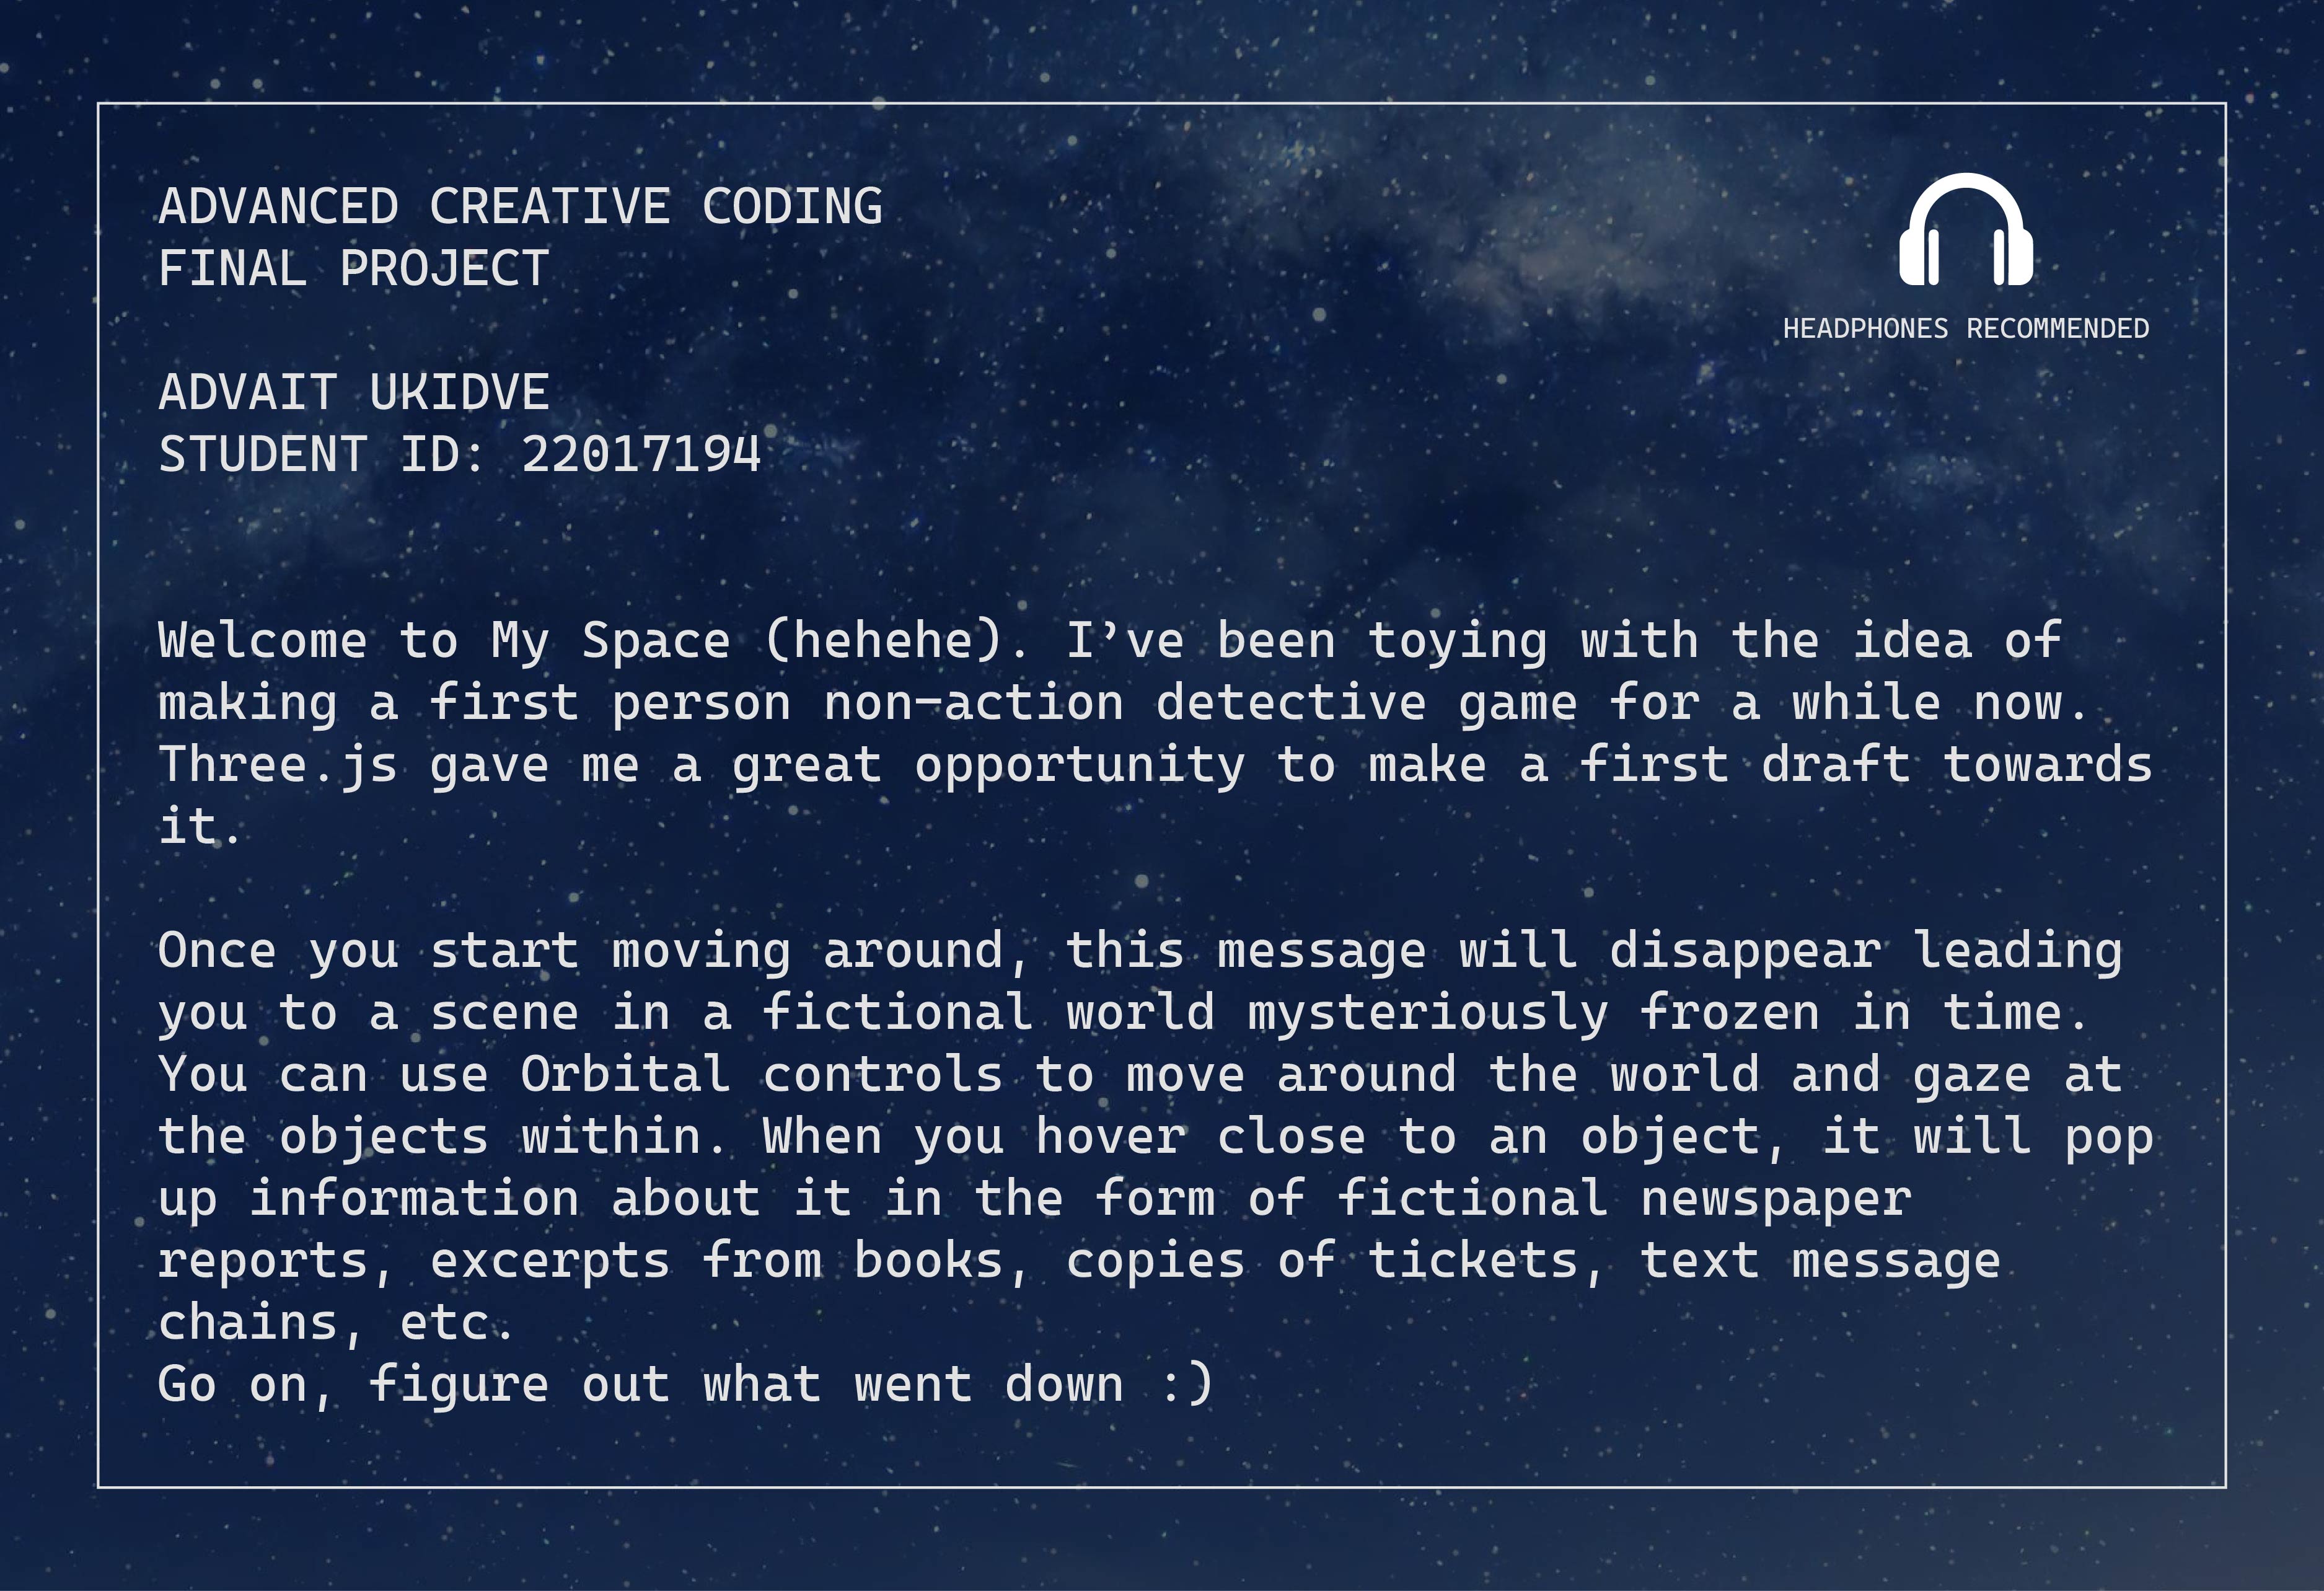 ADVANCED CREATIVE CODING
FINAL PROJECT
HEADPHONES RECOMMENDED
ADVAIT UKIDVE
STUDENT ID: 22017194
Welcome to My Space (hehehe). I’ve been toying with the idea of
making a first person non-action detective game for a while now.
Three.js gave me a great opportunity to make a first draft towards
it.
Once you start moving around, this message will disappear leading
you to a scene in a fictional world mysteriously frozen in time.
You can use Orbital controls to move around the world and gaze at
the objects within. When you hover close to an object, it will pop
up information about it in the form of fictional newspaper
reports, excerpts from books, copies of tickets, text message
chains, etc.
Go on, figure out what went down :)